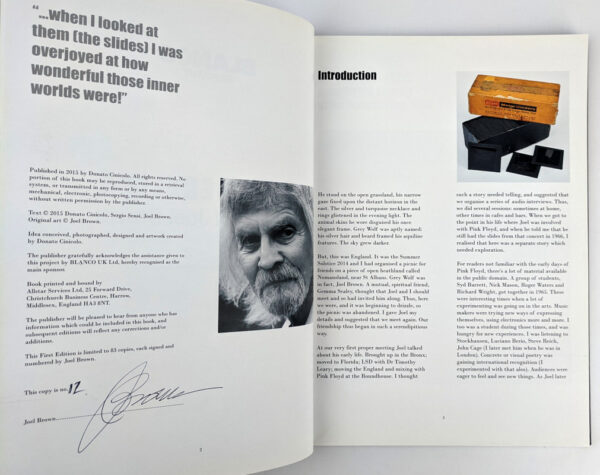 “...when I looked at
them (the slides) I was
overjoyed at how
wonderful those inner
worlds were!”
Published in 2015 by Donato Cinicolo. All rights reserved. No
portion of this book may be reproduced, stored in a retrieval
system, or transmitted in any form or by any means,
mechanical, electronic, photocopying, recording or otherwise,
without written permission by the publisher.
Text © 2015 Donato Cinicolo, Sergio Sensi, Joel Brown.
Original art © Joel Brown.
Idea conceived, photographed, designed and artwork created
by Donato Cinicolo.
The publisher gratefully acknowledges the assistance given to
this project by BLANCO UK Ltd, hereby recognised as the
main sponsor.
Book printed and bound by
Allstar Services Ltd, 25 Forward Drive,
Christchurch Business Centre, Harrow,
Middlesex, England HA3 8NT.
The publisher will be pleased to hear from anyone who has
information which could be included in this book, and
subsequent editions will reflect any corrections and/or
additions.
This First Edition is limited to 63 copies, each signed and
numbered by Joel Brown.
This copy is no. 12
Joel Brown
2
Introduction
He stood on the open grassland, his narrow
gaze fixed upon the distant horizon in the
east. The silver and turquoise necklet and
rings glistened in the evening light. The
animal skins he wore disguised his once
elegant frame. Grey Wolf was aptly named;
his silver hair and beard framed his aquiline
features. The sky grew darker.
But, this was England. It was the Summer
Solstice 2014 and I had organised a picnic for
friends on a piece of open heathland called
Nomansland, near St Albans. Grey Wolf was
in fact, Joel Brown. A mutual, spiritual friend,
Gemma Scales, thought that Joel and I should
meet and so had invited him along. Thus, here
we were, and it was beginning to drizzle, so
the picnic was abandoned. I gave Joel my
details and suggested that we meet again. Our
friendship thus began in such a serendipitous
way.
At our very first proper meeting Joel talked
about his early life. Brought up in the Bronx;
moved to Florida; LSD with Dr Timothy
Leary; moving the England and mixing with
Pink Floyd at the Roundhouse. I thought
such a story needed telling, and suggested that
we organise a series of audio interviews. Thus,
we did several sessions: sometimes at home,
other times in cafes and bars. When we got to
the point in his life where Joel was involved
with Pink Floyd, and when he told me that he
still had the slides from that concert in 1966, I
realised that here was a separate story which
needed exploration.
For readers not familiar with the early days of
Pink Floyd, there's a lot of material available
in the public domain. A group of students,
Syd Barrett, Nick Mason, Roger Waters and
Richard Wright, got together in 1965. Those
were interesting times when a lot of
experimenting was going on in the arts. Musicians
were trying new ways of expressing
themselves, using electronics more and more. I
too was a student during those times, and was
hungry for new experiences. I was listening to
Stockhausen, Luciano Berio, Steve Reich,
John Cage (I later met him when he was in
London). Concrete or visual poetry was
gaining international recognition (I
experimented with that also). Audiences were
eager to feel and see new things. As Joel later